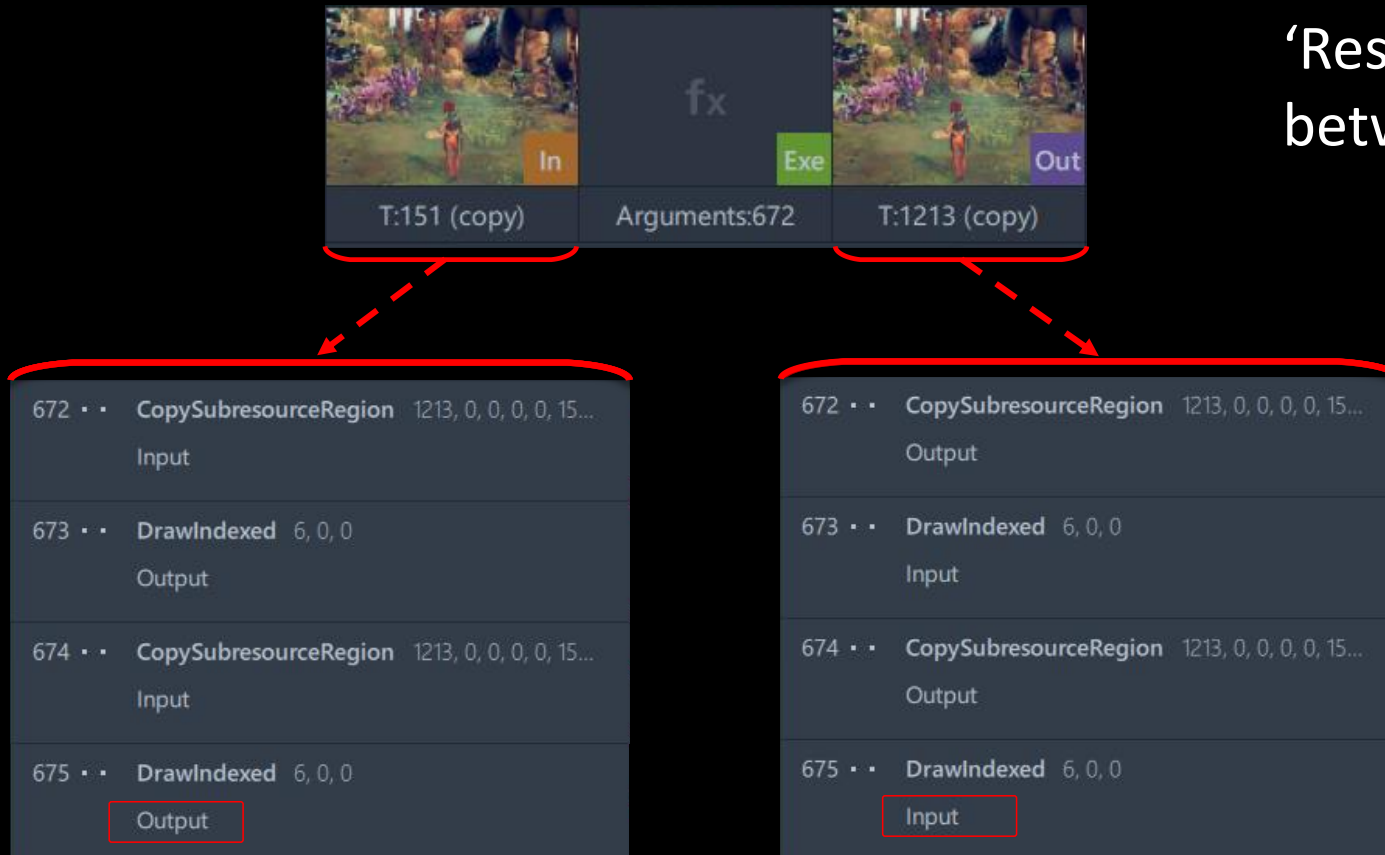 ‘Res
betw
fx
In
Exe
Out
T:151 (copy)
Arguments:672
T:1213 (copy)
672 · · CopySubresourceRegion 1213, 0, 0, 0, 0, 15...
Input
673 · · DrawIndexed 6, 0, 0
Output
674 · · CopySubresourceRegion 1213, 0, 0, 0, 0, 15...
Input
675 · · DrawIndexed 6, 0, 0
Output
672 · · CopySubresourceRegion 1213, 0, 0, 0, 0, 15...
Output
673 · · DrawIndexed 6, 0, 0
Input
674 · · CopySubresourceRegion 1213, 0, 0, 0, 0, 15...
Output
675 · · DrawIndexed 6, 0, 0
Input